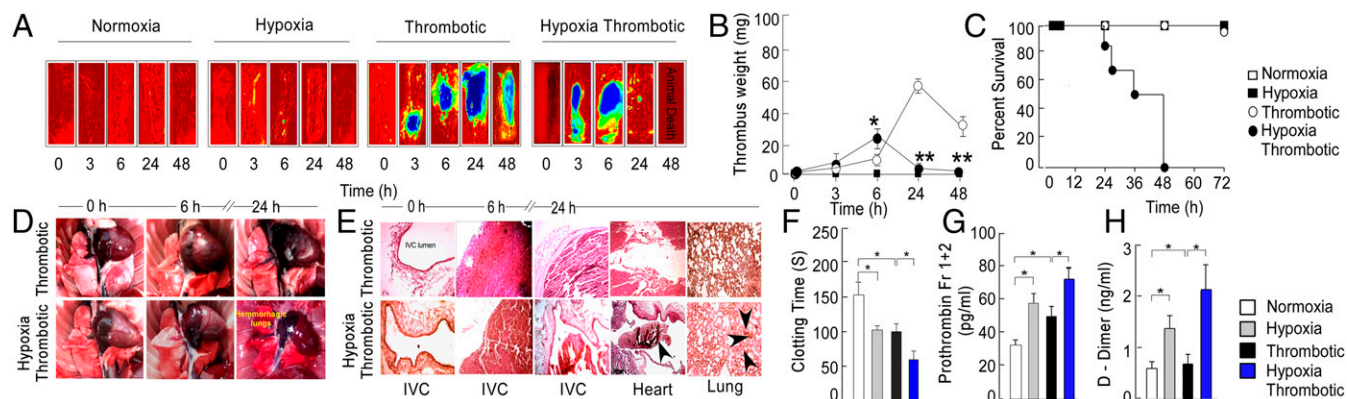 A
Normoxia
Hypoxia
Thrombotic
Hypoxia Thrombotic
Animal Death
0 3 6 24 48
0 3 6 24 48
0 3 6 24 48
0 3 6 24 48
Time (h)
B
Thrombus weight (mg)
100
80
60
40
20
0
*
**
**
0 3 6 24 48
Time (h)
C
Percent Survival
100
80
60
40
20
0
0 12 24 36 48 60 72
Time (h)
Normoxia
Hypoxia
Thrombotic
Hypoxia
Thrombotic
D
0 h 6 h 24 h
Thrombotic
Hypoxia
Thrombotic
Hemmorhagic
lungs
E
0 h 6 h 24 h
Thrombotic
Hypoxia
Thrombotic
IVC lumen
*
IVC IVC IVC Heart Lung
F
Clotting Time (S)
250
200
150
100
50
0
* * *
G
Prothrombin Fr 1+2
(pg/ml)
100
80
60
40
20
0
* * *
H
D - Dimer (ng/ml)
3
2
1
0
* * *
Normoxia
Hypoxia
Thrombotic
Hypoxia
Thrombotic